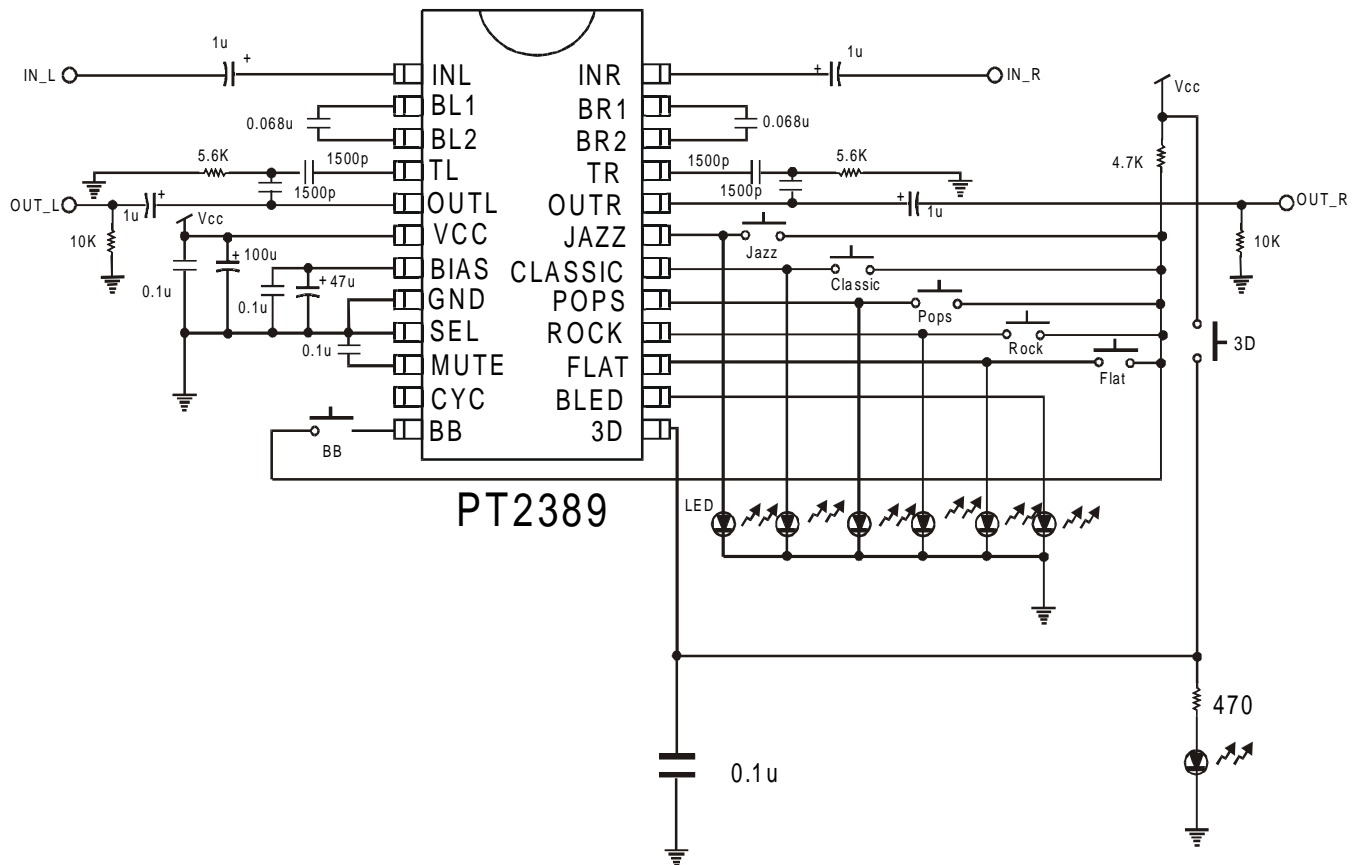 1u +
1u
+
IN_L
INL
INR
IN_R
Vcc
BL1
BR1
0.068u
0.068u
BL2
BR2
4.7K
5.6K
1500p
1500p
5.6K
TL
TR
1500p
1500p
OUT_L
OUTL
OUTR
OUT_R
1u +
+ 1u
Vcc
VCC
JAZZ
10K
10K
+ 100u
Jazz
BIAS
CLASSIC
0.1u
0.1u
+ 47u
Classic
GND
POPS
Pops
SEL
ROCK
0.1u
Rock
3D
MUTE
FLAT
Flat
CYC
BLED
BB
3D
BB
PT2389
LED
470
0.1u